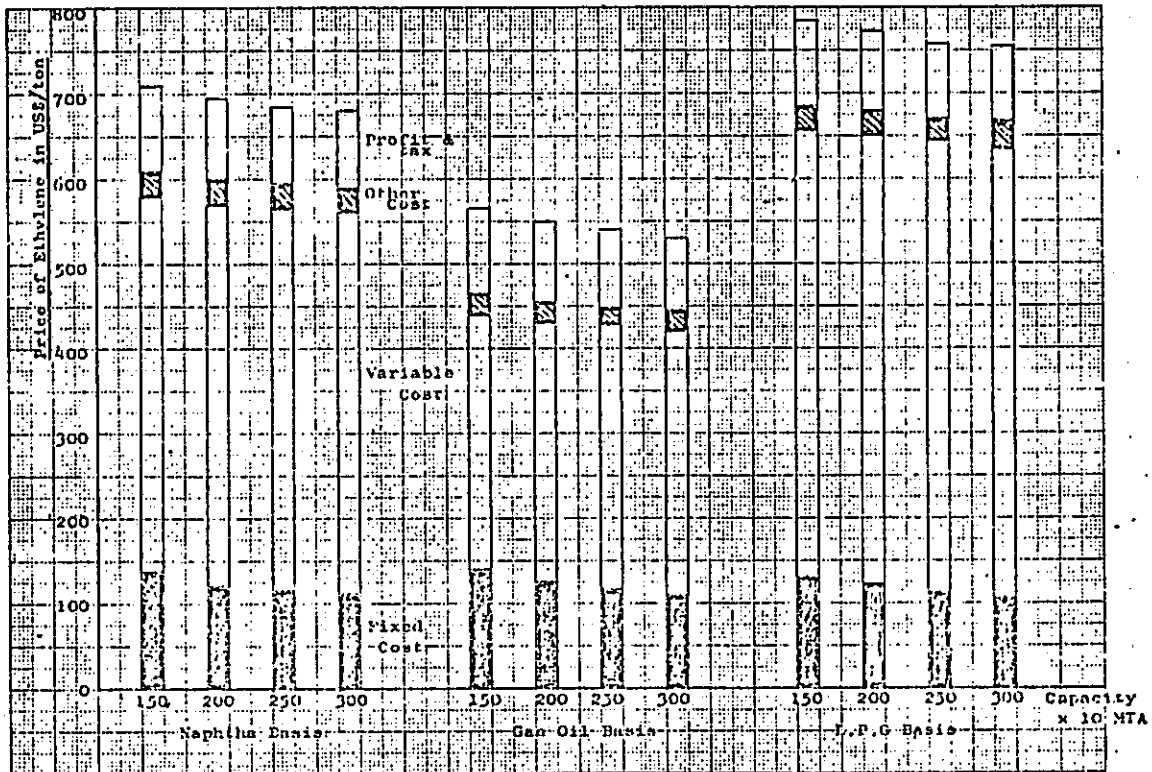 Price of Ethylene in US$/ton
800
700
600
500
400
300
200
100
0
Profit &
tax
Other
Cost
Variable
Cost
Fixed
Cost
150 200 250 300 150 200 250 300 150 200 250 300 Capacity
x 10 MTA
Naphtha Basis Gas Oil Basis L.P.G Basis